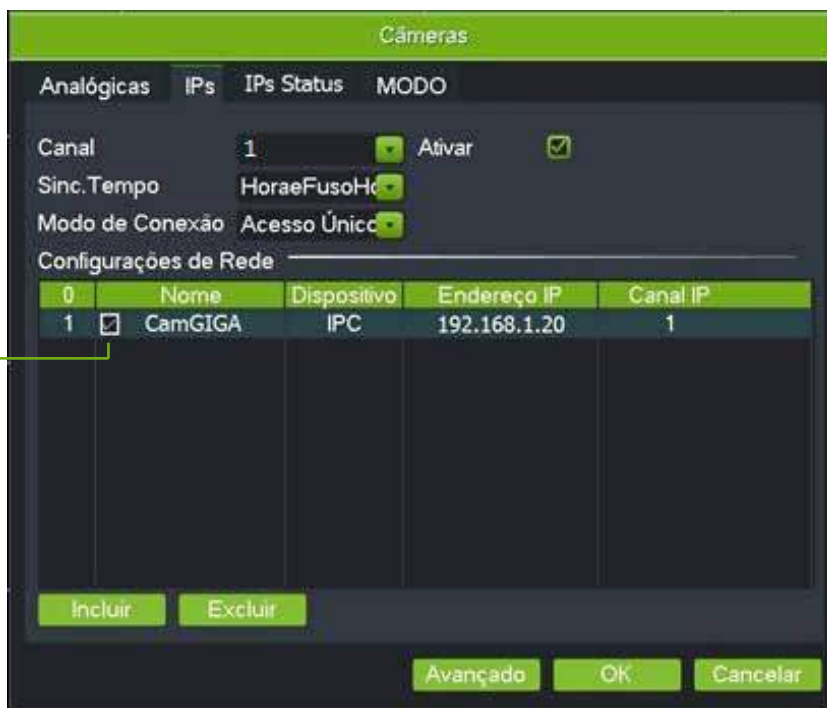 Câmeras
Analógicas IPs IPs Status MODO
Canal 1 Ativar
Sinc.Tempo HoraeFusoHo
Modo de Conexão Acesso Únicc
Configurações de Rede
0 Nome Dispositivo Endereço IP Canal IP
1 CamGIGA IPC 192.168.1.20 1
Incluir Excluir
Avançado OK Cancelar